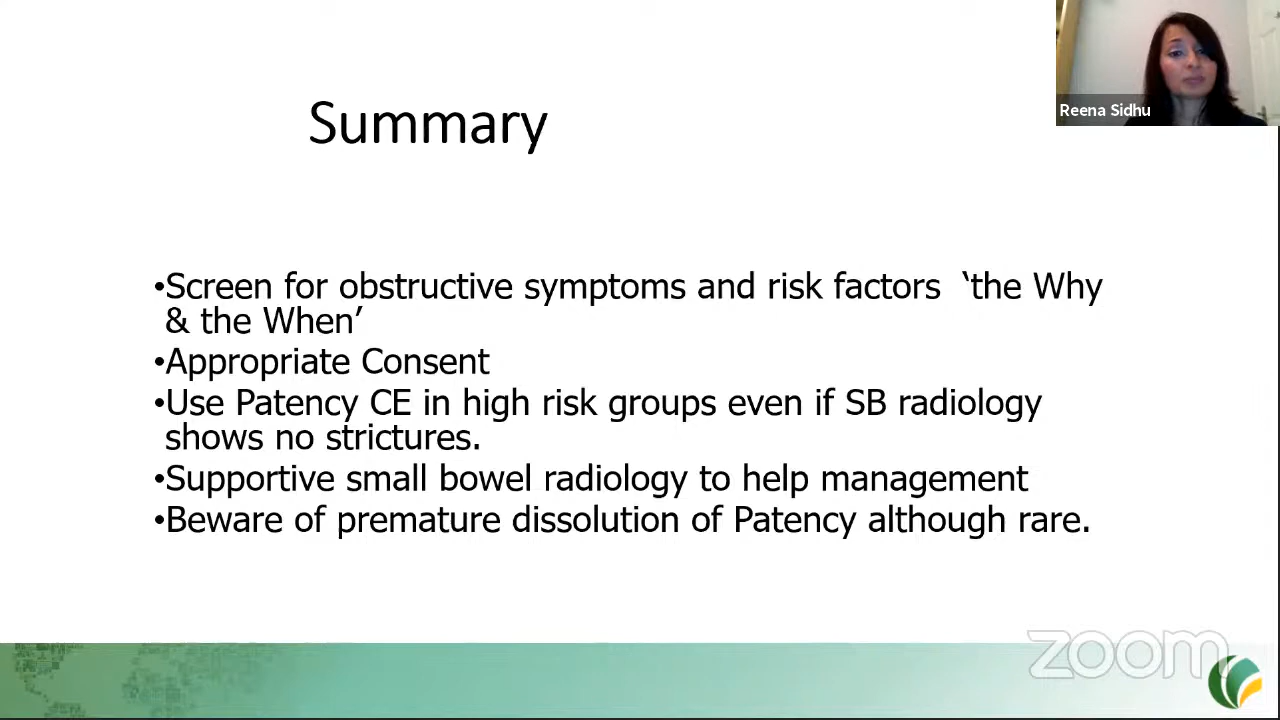 Reena Sidhu
Summary
•Screen for obstructive symptoms and risk factors ‘the Why
& the When’
•Appropriate Consent
•Use Patency CE in high risk groups even if SB radiology
shows no strictures.
•Supportive small bowel radiology to help management
•Beware of premature dissolution of Patency although rare.
zoom